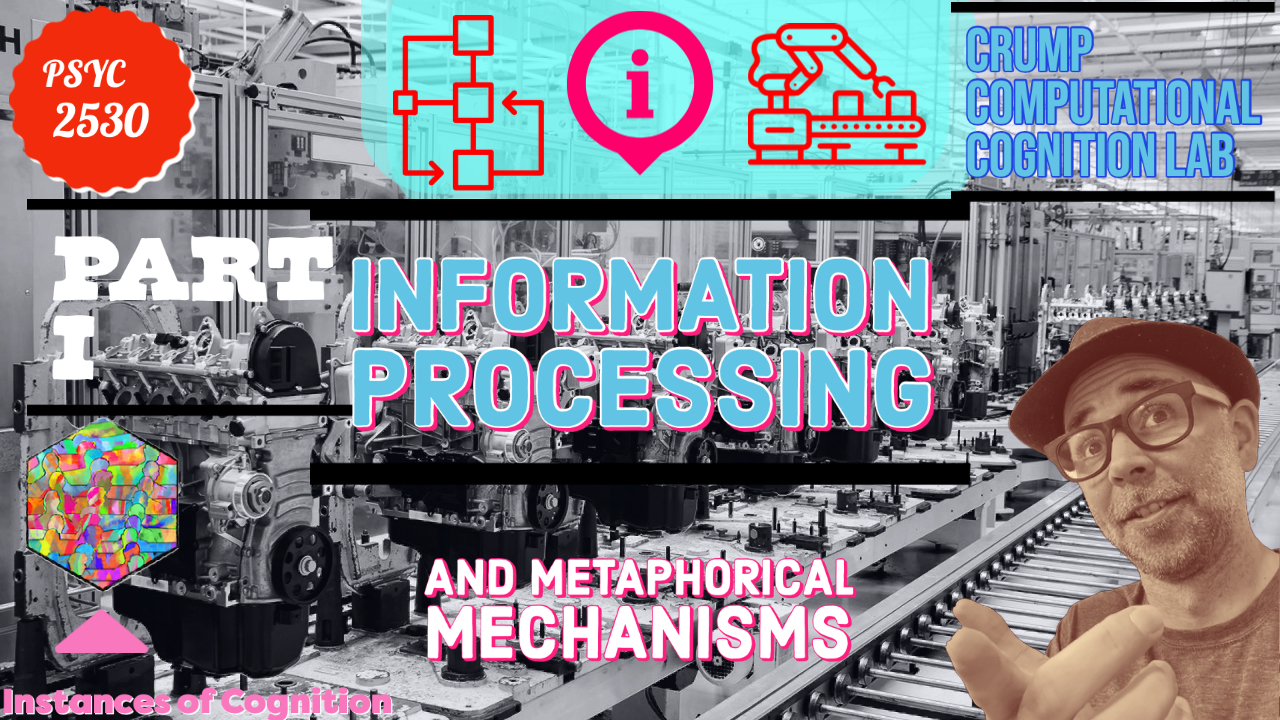 PSYC
2530
i
CRUMP
COMPUTATIONAL
COGNITION LAB
PART
I
INFORMATION
PROCESSING
AND METAPHORICAL
MECHANISMS
Instances of Cognition